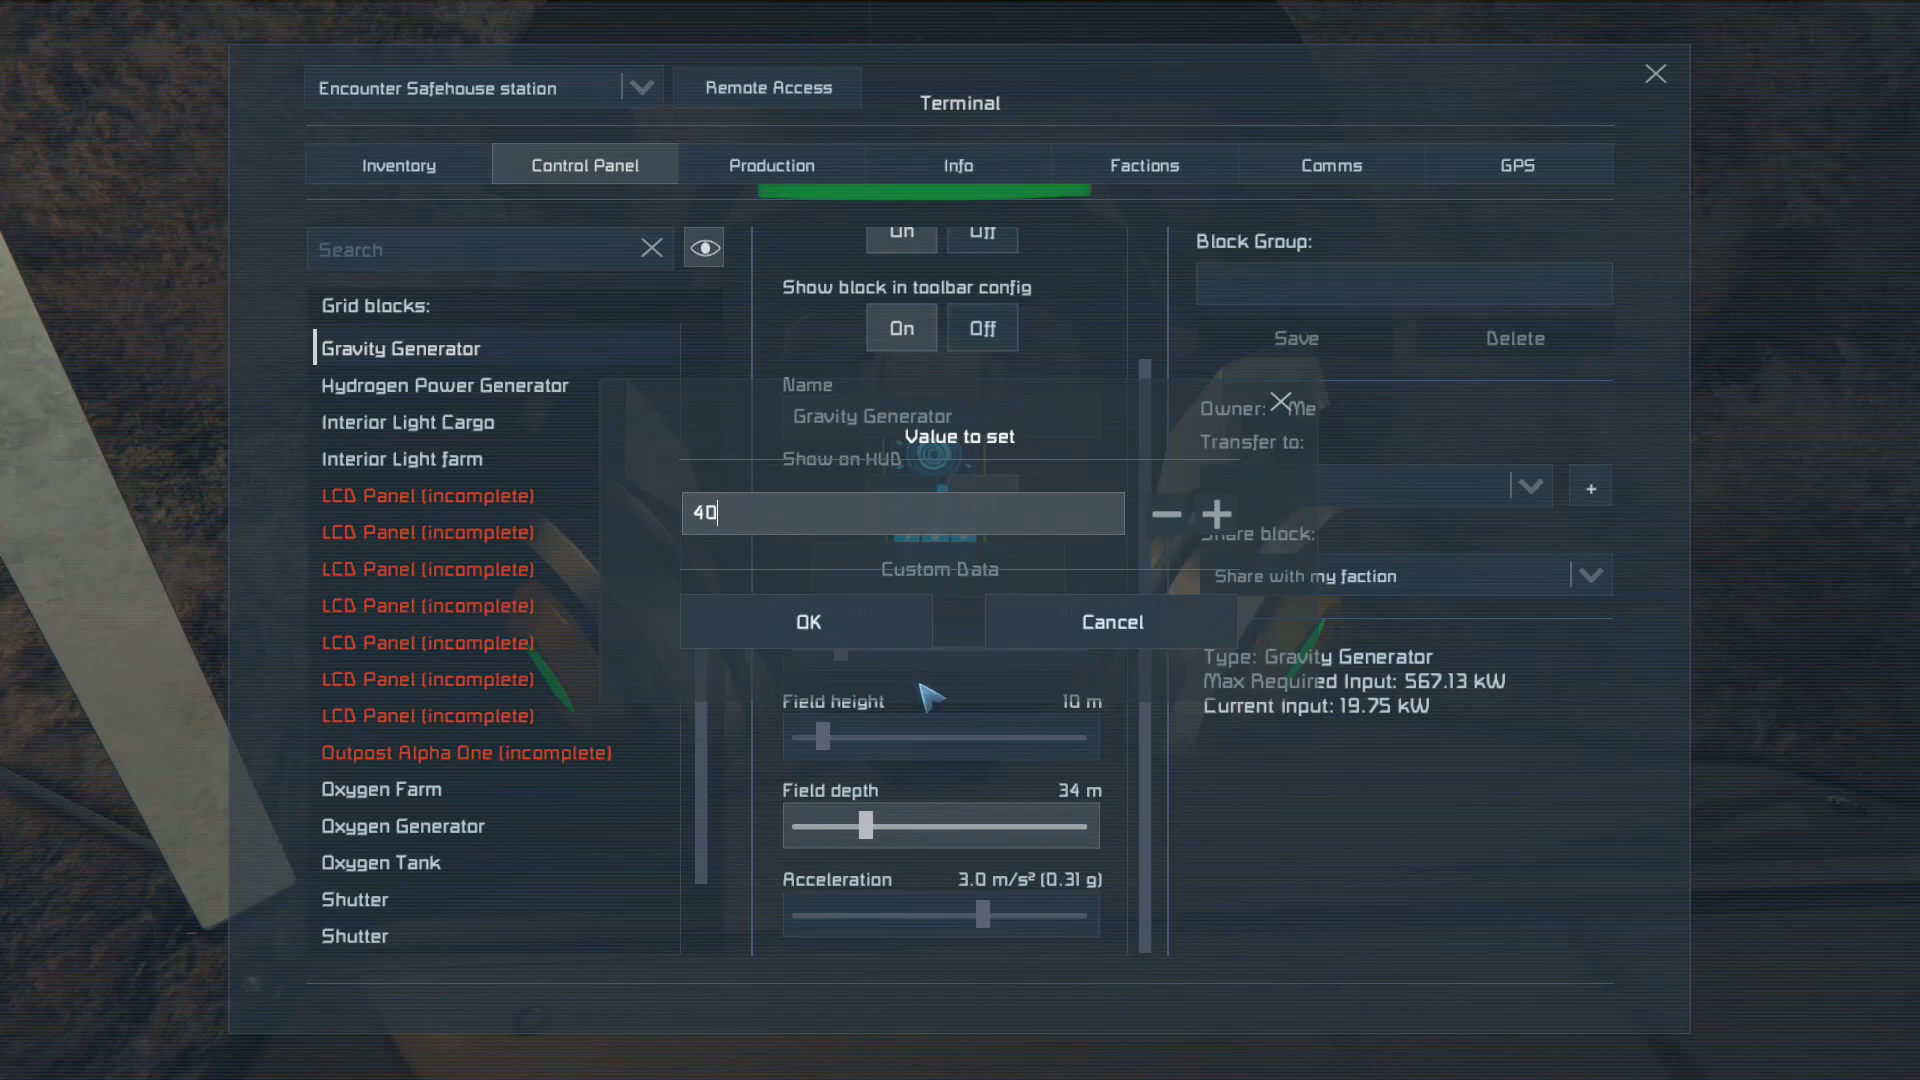 Encounter Safehouse station
Remote Access
Terminal
Inventory
Control Panel
Production
Info
Factions
Comms
GPS
Search
On
Off
Block Group:
Show block in toolbar config
Grid blocks:
On
Off
Save
Delete
Gravity Generator
Hydrogen Power Generator
Name
Owner: Me
Gravity Generator
Interior Light Cargo
Value to set
Transfer to:
Interior Light farm
Show on HUD
LCD Panel (incomplete)
40
+
LCD Panel (incomplete)
Share block:
LCD Panel (incomplete)
Custom Data
Share with my faction
LCD Panel (incomplete)
OK
Cancel
LCD Panel (incomplete)
Type: Gravity Generator
LCD Panel (incomplete)
Max Required Input: 567.13 kW
Field height
10 m
Current Input: 19.75 kW
LCD Panel (incomplete)
Outpost Alpha One (incomplete)
Oxygen Farm
Field depth
34 m
Oxygen Generator
Oxygen Tank
Acceleration
3.0 m/s² (0.31 g)
Shutter
Shutter